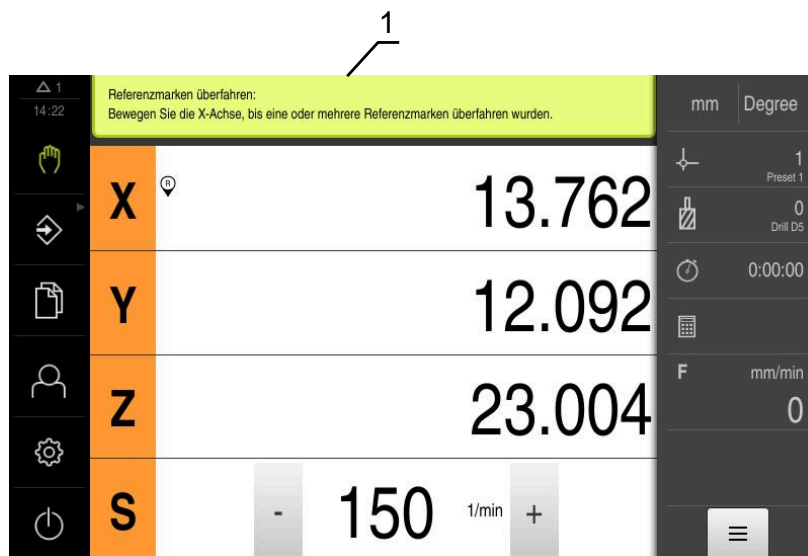 1
△ 1
14:22
Referenzmarken überfahren:
Bewegen Sie die X-Achse, bis eine oder mehrere Referenzmarken überfahren wurden.
mm Degree
X R 13.762
Y 12.092
Z 23.004
S - 150 1/min +
1
Preset 1
0
Drill D5
0:00:00
F mm/min
0